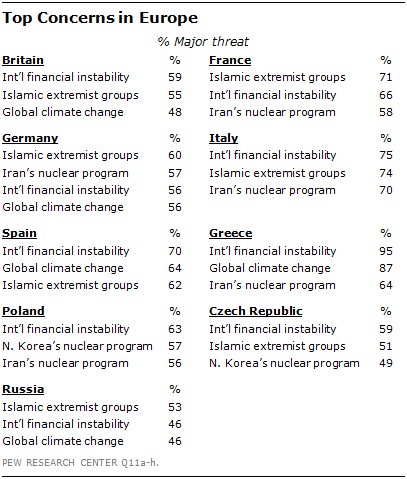 Top Concerns in Europe
% Major threat
Britain %
Int'l financial instability 59
Islamic extremist groups 55
Global climate change 48
France %
Islamic extremist groups 71
Int'l financial instability 66
Iran's nuclear program 58
Germany %
Islamic extremist groups 60
Iran's nuclear program 57
Int'l financial instability 56
Global climate change 56
Italy %
Int'l financial instability 75
Islamic extremist groups 74
Iran's nuclear program 70
Spain %
Int'l financial instability 70
Global climate change 64
Islamic extremist groups 62
Greece %
Int'l financial instability 95
Global climate change 87
Iran's nuclear program 64
Poland %
Int'l financial instability 63
N. Korea's nuclear program 57
Iran's nuclear program 56
Czech Republic %
Int'l financial instability 59
Islamic extremist groups 51
N. Korea's nuclear program 49
Russia %
Islamic extremist groups 53
Int'l financial instability 46
Global climate change 46
PEW RESEARCH CENTER Q11a-h.